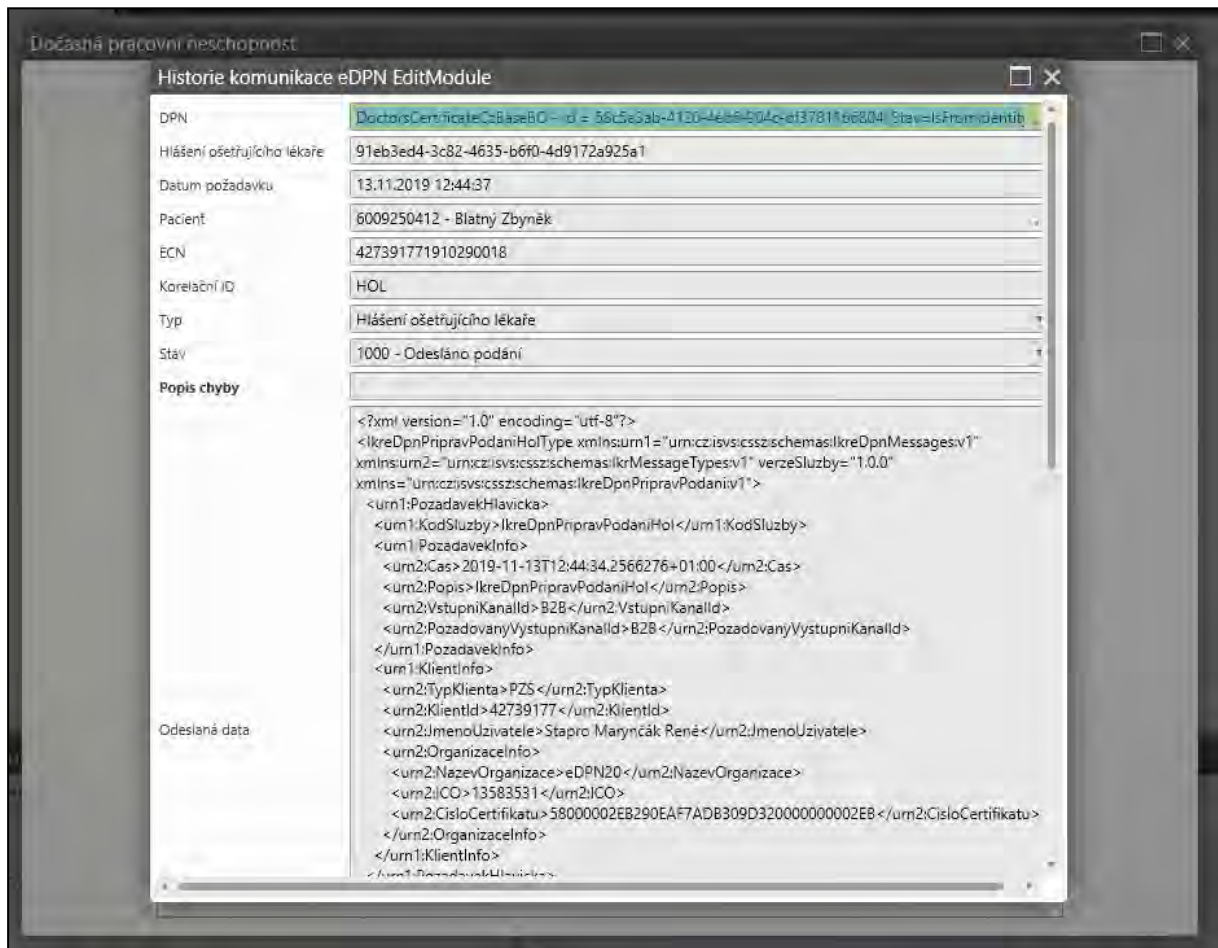 Dočasná pracovní neschopnost
Historie komunikace eDPN EditModule
DPN
Hlášení ošetřujícího lékaře 91eb3ed4-3c82-4635-b6f0-4d9172a925a1
Datum požadavku 13.11.2019 12:44:37
Pacient 6009250412 - Blatný Zbyněk
ECN 427391771910290018
Korelační ID HOL
Typ Hlášení ošetřujícího lékaře
Stav 1000 - Odesláno podání
Popis chyby
Odeslaná data
<?xml version="1.0" encoding="utf-8"?>
<IkreDpnPripravPodaniHolType xmlns:urn1="urn:cz:isvs:cssz:schemas:IkreDpnMessages:v1"
xmlns:urn2="urn:cz:isvs:cssz:schemas:IkrMessageTypes:v1" verzeSluzby="1.0.0"
xmlns="urn:cz:isvs:cssz:schemas:IkreDpnPripravPodani:v1">
<urn1:PozadavekHlavicka>
<urn1:KodSluzby>IkreDpnPripravPodaniHol</urn1:KodSluzby>
<urn1:PozadavekInfo>
<urn2:Cas>2019-11-13T12:44:34.2566276+01:00</urn2:Cas>
<urn2:Popis>IkreDpnPripravPodaniHol</urn2:Popis>
<urn2:VstupniKanalId>B2B</urn2:VstupniKanalId>
<urn2:PozadovanyVystupniKanalId>B2B</urn2:PozadovanyVystupniKanalId>
</urn1:PozadavekInfo>
<urn1:KlientInfo>
<urn2:TypKlienta>PZS</urn2:TypKlienta>
<urn2:KlientId>42739177</urn2:KlientId>
<urn2:JmenoUzivatele>Stapro Marynčák René</urn2:JmenoUzivatele>
<urn2:OrganizaceInfo>
<urn2:NazevOrganizace>eDPN20</urn2:NazevOrganizace>
<urn2:ICO>13583531</urn2:ICO>
<urn2:CisloCertifikatu>58000002EB290EAF7ADB309D320000000002EB</urn2:CisloCertifikatu>
</urn2:OrganizaceInfo>
</urn1:KlientInfo>
</urn1:PozadavekHlavicka>